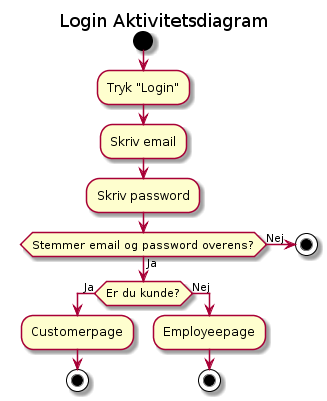 Login Aktivitetsdiagram
Tryk "Login"
Skriv email
Skriv password
Stemmer email og password overens?
Nej
Ja
Ja
Er du kunde?
Nej
Customerpage
Employeepage